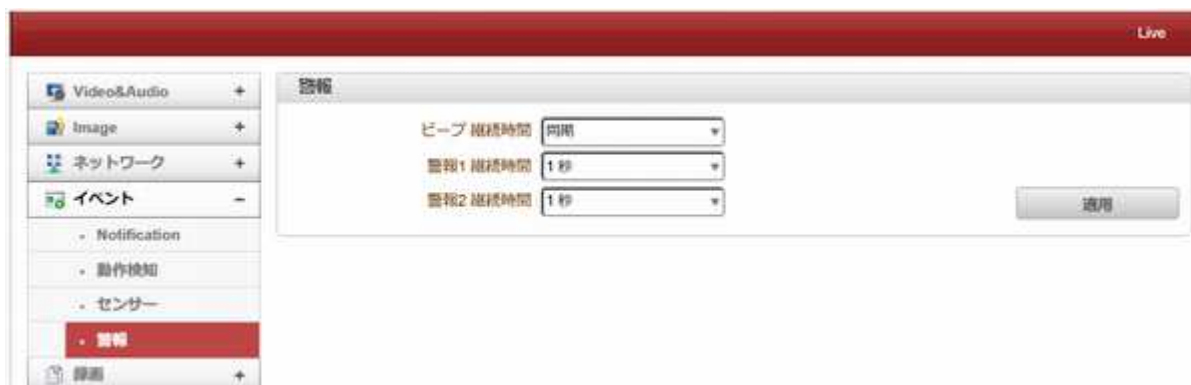 Live
Video&Audio +
Image +
ネットワーク +
イベント -
- Notification
- 動作検知
- センサー
- 警報
録画 +
警報
ビープ 継続時間 同期
警報1 継続時間 1 秒
警報2 継続時間 1 秒
適用